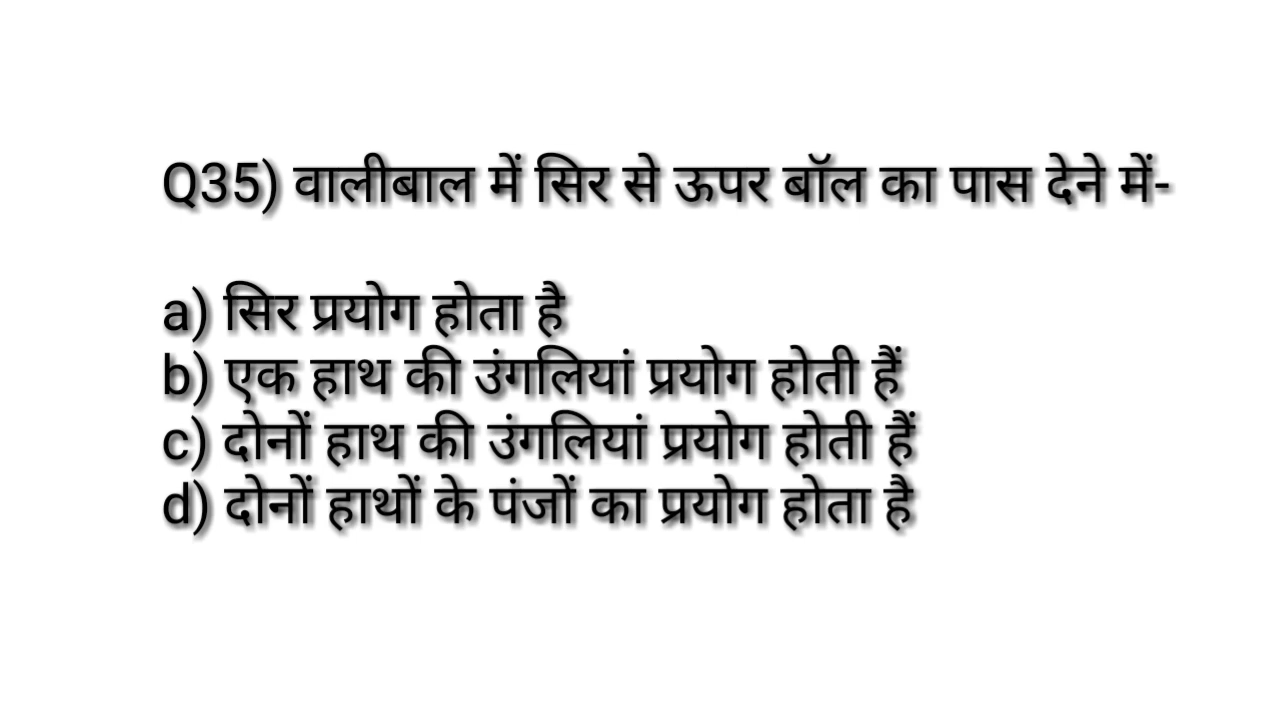 Q35) वालीबाल में सिर से ऊपर बॉल का पास देने में-
a) सिर प्रयोग होता है
b) एक हाथ की उंगलियां प्रयोग होती हैं
c) दोनों हाथ की उंगलियां प्रयोग होती हैं
d) दोनों हाथों के पंजों का प्रयोग होता है